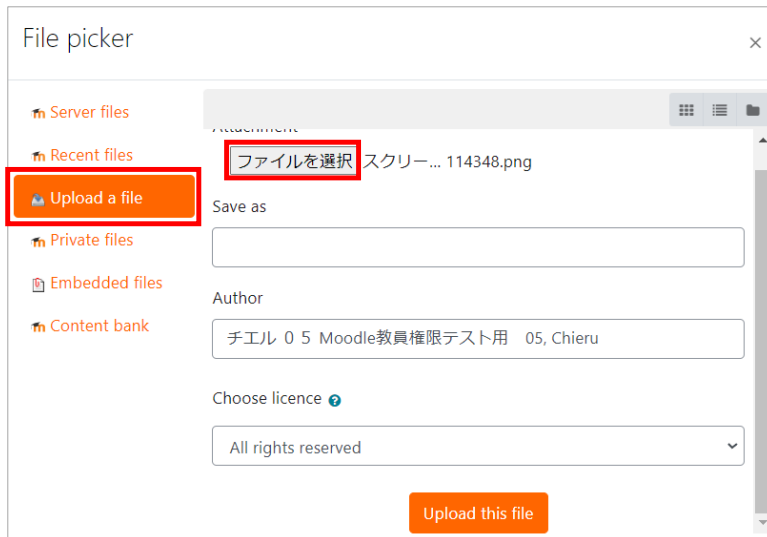 File picker
×
Server files
Recent files
Upload a file
Private files
Embedded files
Content bank
Attachment
ファイルを選択 スクリー... 114348.png
Save as
Author
チエル ０５ Moodle教員権限テスト用　05, Chieru
Choose licence
All rights reserved
Upload this file